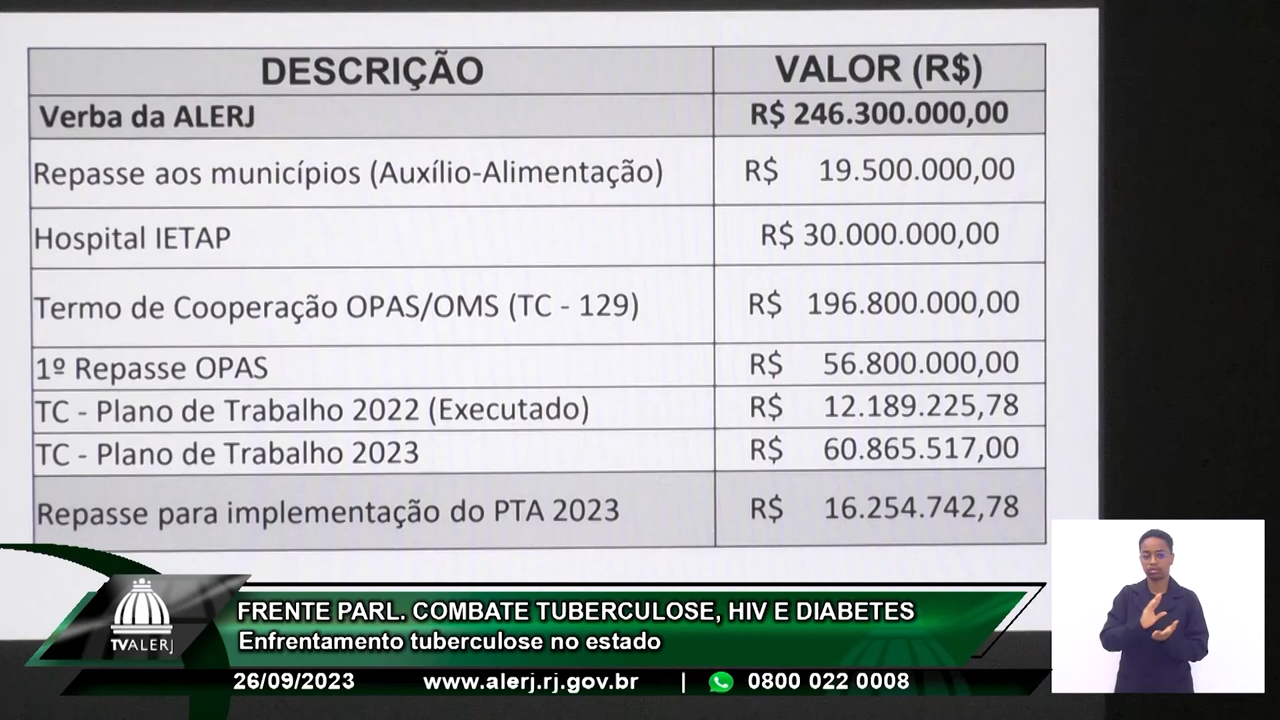 DESCRIÇÃO VALOR (R$)
Verba da ALERJ R$ 246.300.000,00
Repasse aos municípios (Auxílio-Alimentação) R$ 19.500.000,00
Hospital IETAP R$ 30.000.000,00
Termo de Cooperação OPAS/OMS (TC - 129) R$ 196.800.000,00
1º Repasse OPAS R$ 56.800.000,00
TC - Plano de Trabalho 2022 (Executado) R$ 12.189.225,78
TC - Plano de Trabalho 2023 R$ 60.865.517,00
Repasse para implementação do PTA 2023 R$ 16.254.742,78
TVALERJ
FRENTE PARL. COMBATE TUBERCULOSE, HIV E DIABETES
Enfrentamento tuberculose no estado
26/09/2023 www.alerj.rj.gov.br | 0800 022 0008